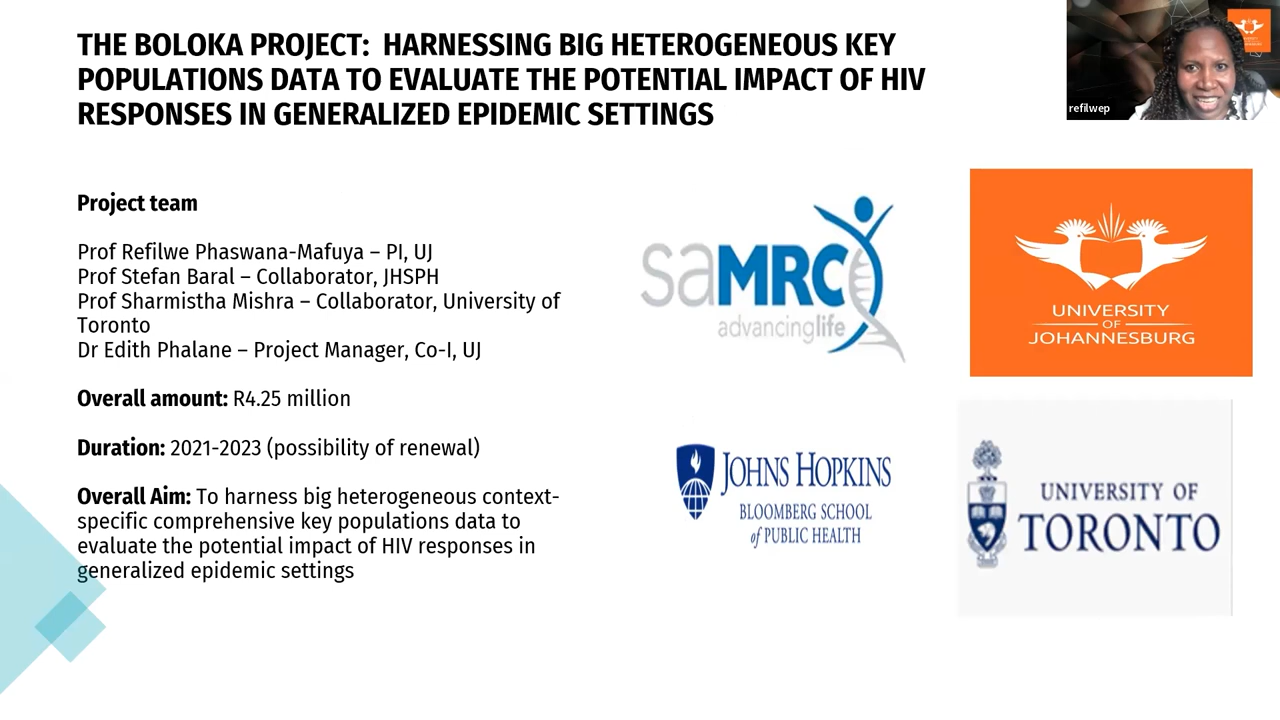 THE BOLOKA PROJECT: HARNESSING BIG HETEROGENEOUS KEY
POPULATIONS DATA TO EVALUATE THE POTENTIAL IMPACT OF HIV
RESPONSES IN GENERALIZED EPIDEMIC SETTINGS
refilwep
Project team
Prof Refilwe Phaswana-Mafuya – PI, UJ
Prof Stefan Baral – Collaborator, JHSPH
Prof Sharmistha Mishra – Collaborator, University of
Toronto
Dr Edith Phalane – Project Manager, Co-I, UJ
Overall amount: R4.25 million
Duration: 2021-2023 (possibility of renewal)
Overall Aim: To harness big heterogeneous context-
specific comprehensive key populations data to
evaluate the potential impact of HIV responses in
generalized epidemic settings
saMRC
advancinglife
UNIVERSITY
OF
JOHANNESBURG
JOHNS HOPKINS
BLOOMBERG SCHOOL
of PUBLIC HEALTH
UNIVERSITY OF
TORONTO